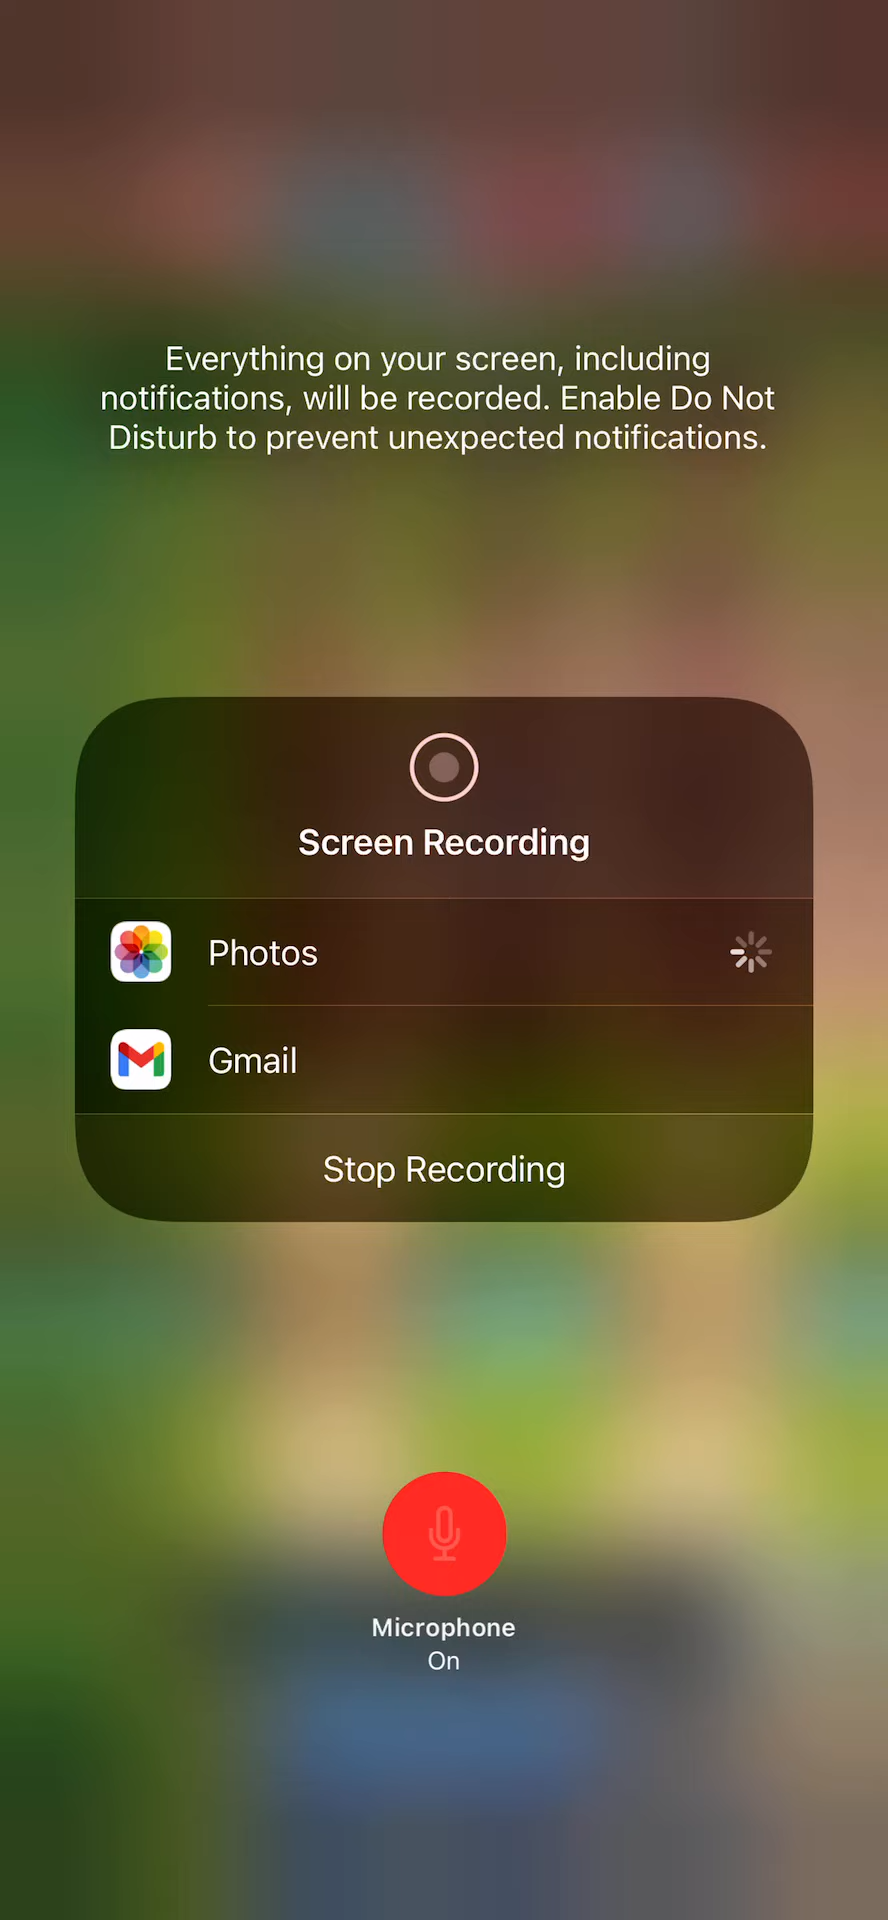 Everything on your screen, including
notifications, will be recorded. Enable Do Not
Disturb to prevent unexpected notifications.
Screen Recording
Photos
Gmail
Stop Recording
Microphone
On